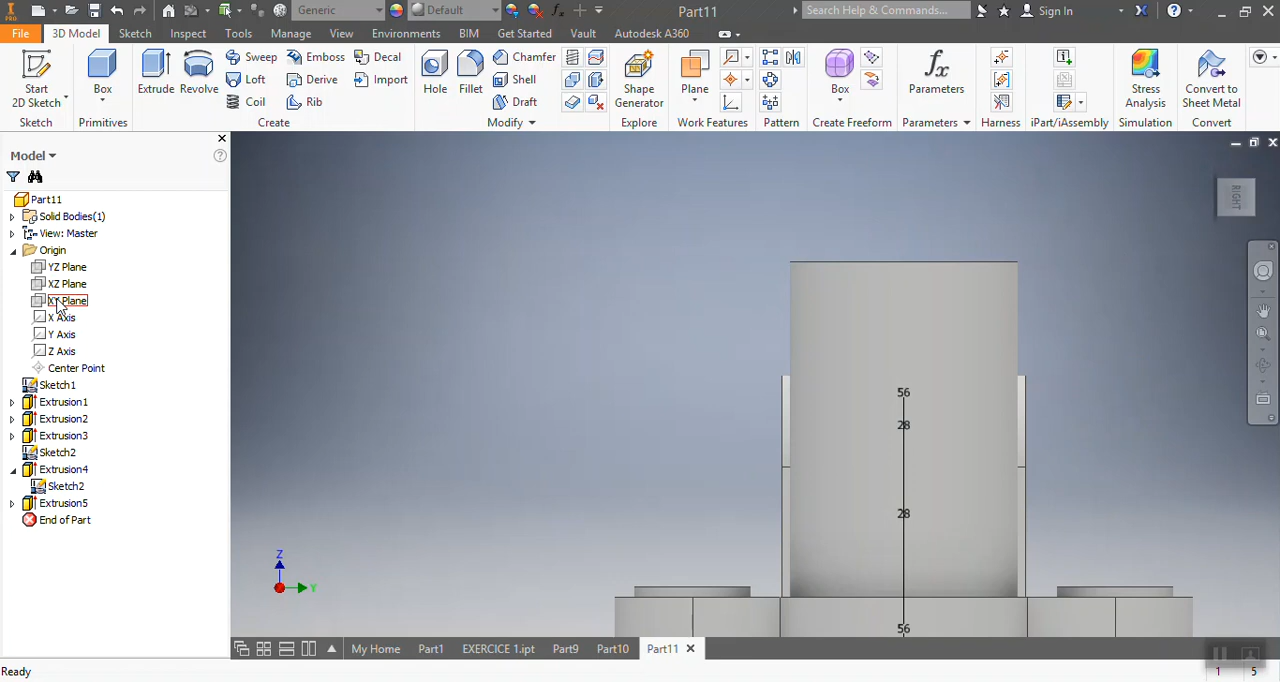 Generic
Default
Part11
Search Help & Commands...
Sign In
File
3D Model
Sketch
Inspect
Tools
Manage
View
Environments
BIM
Get Started
Vault
Autodesk A360
PRO
Start
2D Sketch
Box
Extrude
Revolve
Sweep
Loft
Coil
Emboss
Derive
Rib
Decal
Import
Hole
Fillet
Chamfer
Shell
Draft
Shape
Generator
Plane
Box
Parameters
Stress
Analysis
Convert to
Sheet Metal
Sketch
Primitives
Create
Modify
Explore
Work Features
Pattern
Create Freeform
Parameters
Harness
iPart/iAssembly
Simulation
Convert
Model
Part11
Solid Bodies(1)
View: Master
Origin
YZ Plane
XZ Plane
XY Plane
X Axis
Y Axis
Z Axis
Center Point
Sketch1
Extrusion1
Extrusion2
Extrusion3
Sketch2
Extrusion4
Sketch2
Extrusion5
End of Part
RIGHT
56
28
28
56
Z
Y
My Home
Part1
EXERCICE 1.ipt
Part9
Part10
Part11
Ready
1
5